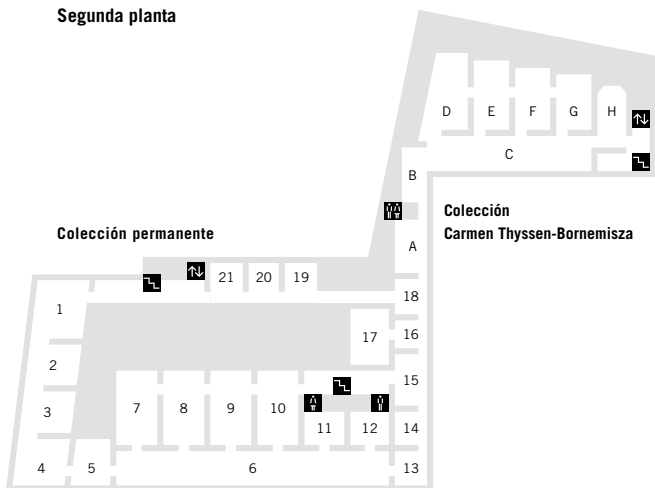 Segunda planta
D E F G H
C
B
Colección
Carmen Thyssen-Bornemisza
Colección permanente
A
21 20 19
18
1
17
16
2
15
3
7 8 9 10
11 12 14
4 5 6 13